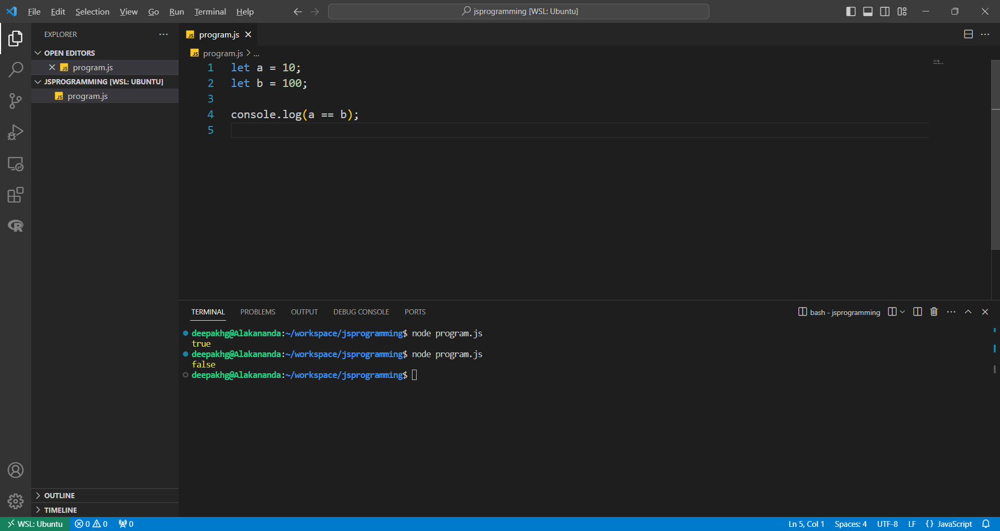 File Edit Selection View Go Run Terminal Help
jsprogramming [WSL: Ubuntu]
EXPLORER
OPEN EDITORS
JS program.js
JSPROGRAMMING [WSL: UBUNTU]
JS program.js
OUTLINE
TIMELINE
JS program.js
JS program.js > ...
1 let a = 10;
2 let b = 100;
3
4 console.log(a == b);
5
TERMINAL PROBLEMS OUTPUT DEBUG CONSOLE PORTS
bash - jsprogramming
deepakhg@Alakananda:~/workspace/jsprogramming$ node program.js
true
deepakhg@Alakananda:~/workspace/jsprogramming$ node program.js
false
deepakhg@Alakananda:~/workspace/jsprogramming$
WSL: Ubuntu 0 0 0 Ln 5, Col 1 Spaces: 4 UTF-8 LF {} JavaScript